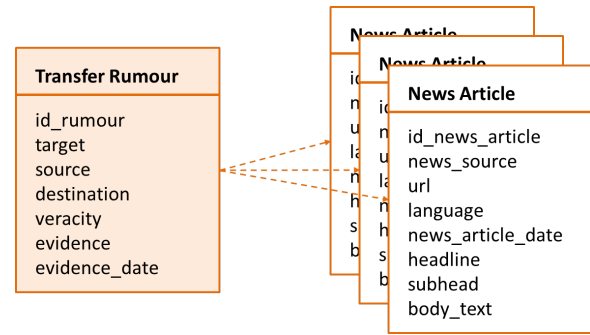 Transfer Rumour
id_rumour
target
source
destination
veracity
evidence
evidence_date
News Article
News Article
News Article
id_news_article
news_source
url
language
news_article_date
headline
subhead
body_text